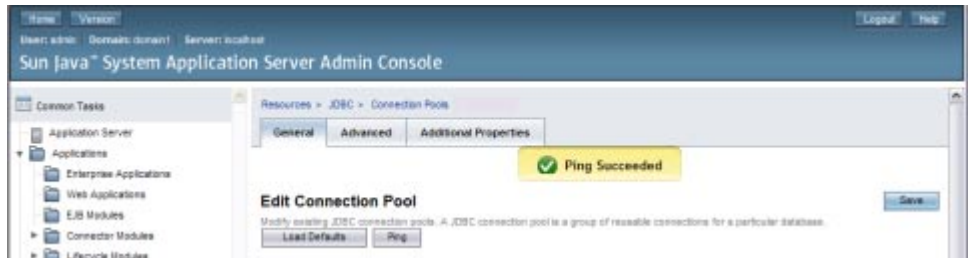 Home Version Logout Help
User: admin Domain: domain1 Server: localhost
Sun Java™ System Application Server Admin Console
Common Tasks
Application Server
Applications
Enterprise Applications
Web Applications
EJB Modules
Connector Modules
Lifecycle Modules
Resources > JDBC > Connection Pools
General Advanced Additional Properties
Ping Succeeded
Edit Connection Pool
Save
Modify existing JDBC connection pools. A JDBC connection pool is a group of reusable connections for a particular database.
Load Defaults Ping